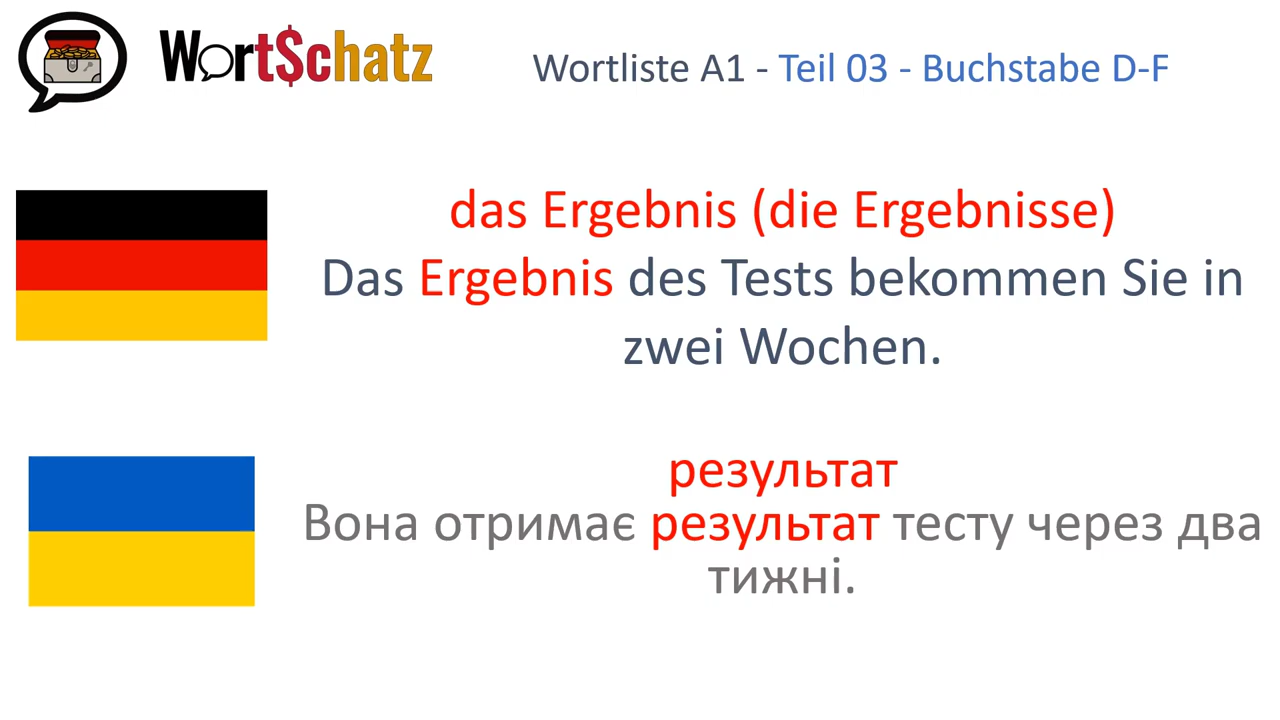 Wort$chatz
Wortliste A1 - Teil 03 - Buchstabe D-F
das Ergebnis (die Ergebnisse)
Das Ergebnis des Tests bekommen Sie in
zwei Wochen.
результат
Вона отримає результат тесту через два
тижні.